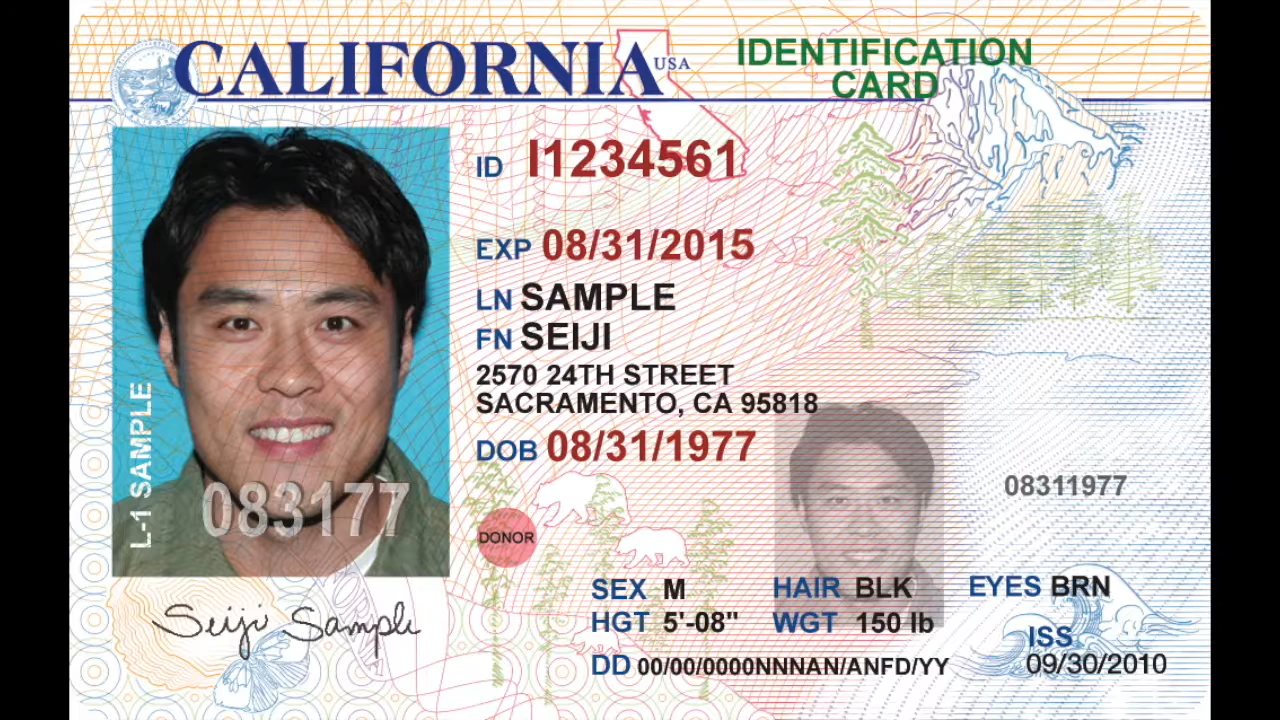 CALIFORNIA USA
IDENTIFICATION
CARD
ID I1234561
EXP 08/31/2015
LN SAMPLE
FN SEIJI
2570 24TH STREET
SACRAMENTO, CA 95818
DOB 08/31/1977
L-1 SAMPLE
083177
08311977
DONOR
SEX M HAIR BLK EYES BRN
HGT 5'-08" WGT 150 lb
ISS
DD 00/00/0000NNNAN/ANFD/YY 09/30/2010
Seiji Sample